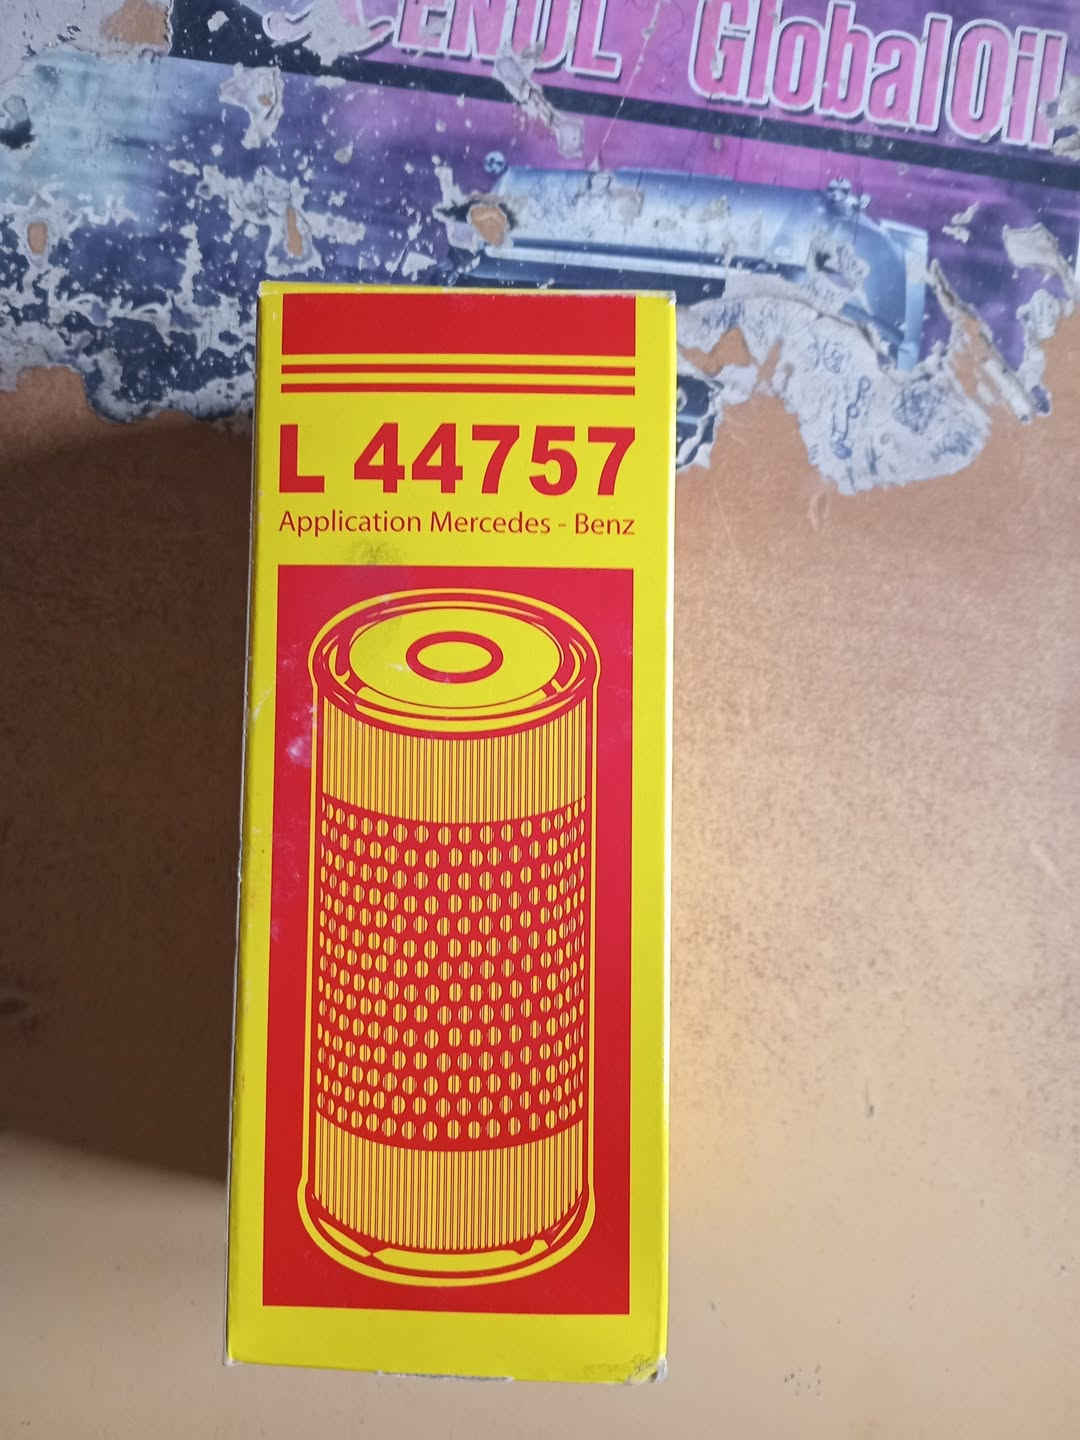 GlobalOil
L 44757
Application Mercedes - Benz